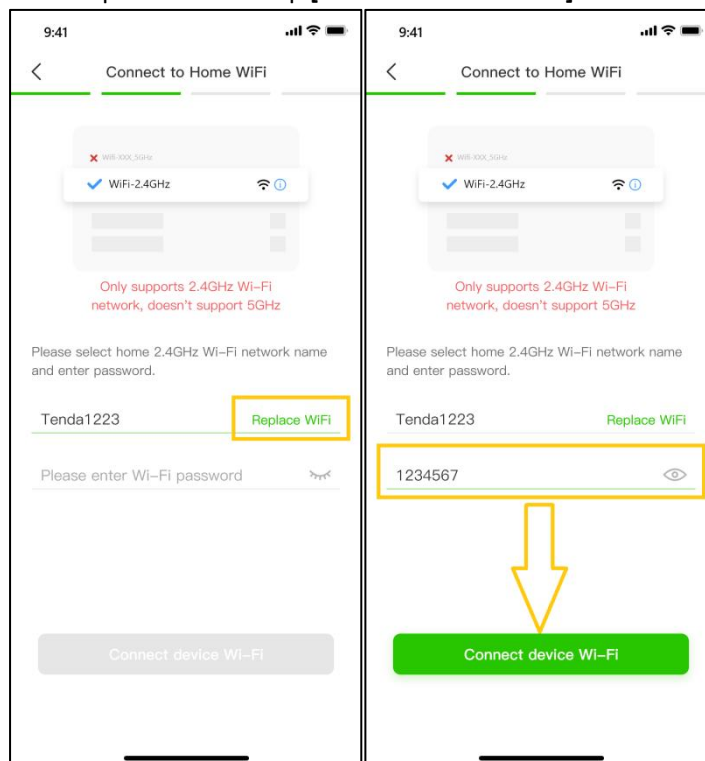 9:41
Connect to Home WiFi
WiFi-XXX_5GHz
WiFi-2.4GHz
Only supports 2.4GHz Wi-Fi
network, doesn't support 5GHz
Please select home 2.4GHz Wi-Fi network name
and enter password.
Tenda1223 Replace WiFi
Please enter Wi-Fi password
Connect device Wi-Fi
9:41
Connect to Home WiFi
WiFi-XXX_5GHz
WiFi-2.4GHz
Only supports 2.4GHz Wi-Fi
network, doesn't support 5GHz
Please select home 2.4GHz Wi-Fi network name
and enter password.
Tenda1223 Replace WiFi
1234567
Connect device Wi-Fi